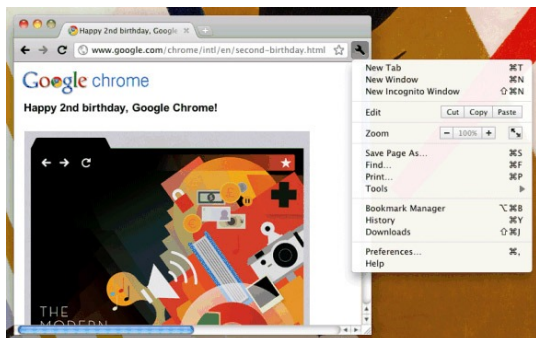 Happy 2nd birthday, Google
www.google.com/chrome/intl/en/second-birthday.html
Google chrome
Happy 2nd birthday, Google Chrome!
THE
MODERN
New Tab ⌘T
New Window ⌘N
New Incognito Window ⇧⌘N
Edit Cut Copy Paste
Zoom − 100% +
Save Page As... ⌘S
Find... ⌘F
Print... ⌘P
Tools
Bookmark Manager ⌥⌘B
History ⌘Y
Downloads ⇧⌘J
Preferences... ⌘,
Help